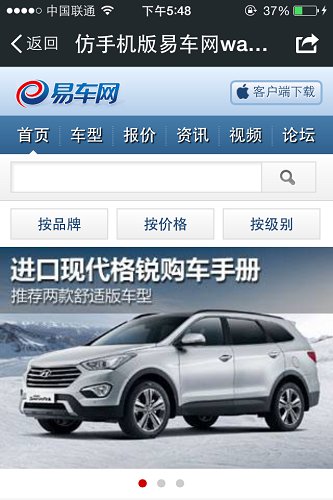 中国联通 下午5:48 37%
返回 仿手机版易车网wa...
易车网 客户端下载
首页 车型 报价 资讯 视频 论坛
按品牌 按价格 按级别
进口现代格锐购车手册
推荐两款舒适版车型